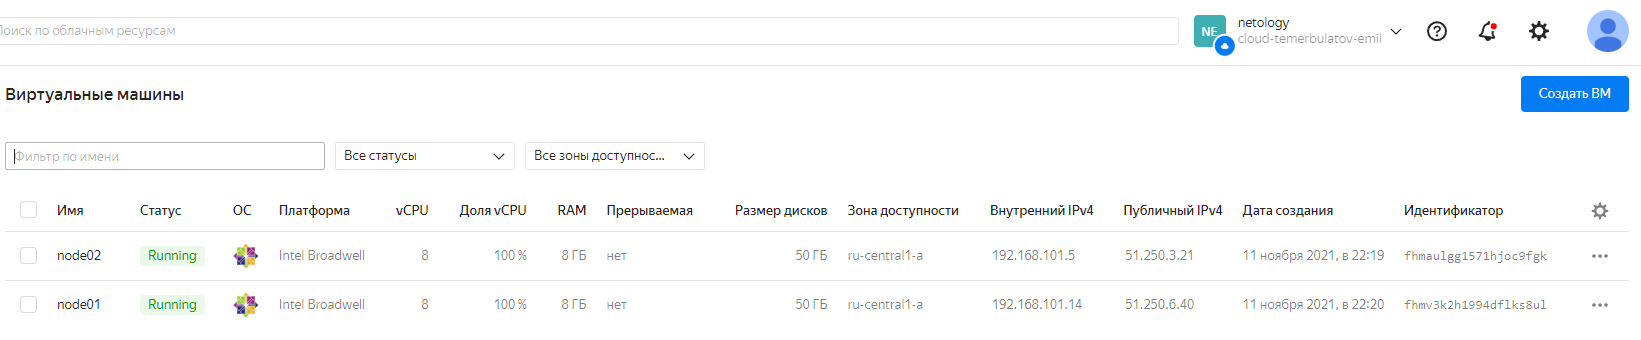 Поиск по облачным ресурсам
NE
netology
cloud-temerbulatov-emil
Виртуальные машины
Создать ВМ
Фильтр по имени
Все статусы
Все зоны доступнос...
Имя Статус ОС Платформа vCPU Доля vCPU RAM Прерываемая Размер дисков Зона доступности Внутренний IPv4 Публичный IPv4 Дата создания Идентификатор
node02 Running Intel Broadwell 8 100 % 8 ГБ нет 50 ГБ ru-central1-a 192.168.101.5 51.250.3.21 11 ноября 2021, в 22:19 fhmaulgg1571hjoc9fgk
node01 Running Intel Broadwell 8 100 % 8 ГБ нет 50 ГБ ru-central1-a 192.168.101.14 51.250.6.40 11 ноября 2021, в 22:20 fhmv3k2h1994dflks8ul